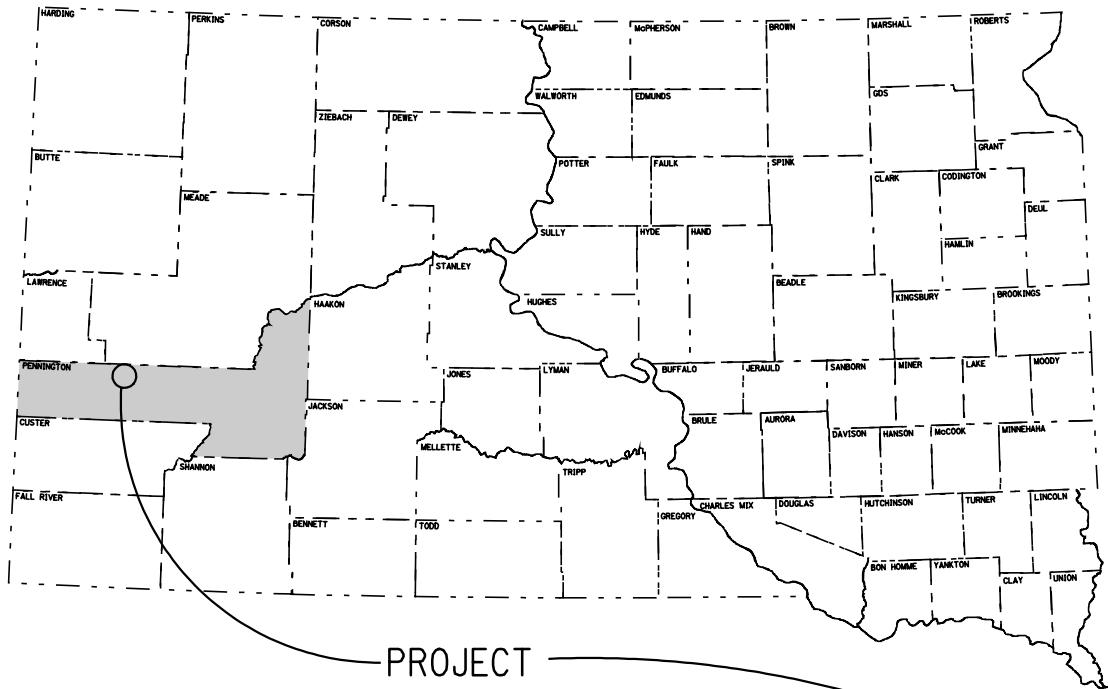 HARDING
PERKINS
CORSON
CAMPBELL
McPHERSON
BROWN
MARSHALL
ROBERTS
WALWORTH
EDMUNDS
GDS
ZIEBACH
DEWEY
GRANT
BUTTE
POTTER
FAULK
SPINK
CLARK
CODINGTON
MEADE
DEUL
SULLY
HYDE
HAND
HAMLIN
STANLEY
LAWRENCE
BEADLE
KINGSBURY
BROOKINGS
HAAKON
HUGHES
PENNINGTON
JONES
LYMAN
BUFFALO
JERAULD
SANBORN
MINER
LAKE
MOODY
JACKSON
CUSTER
BRULE
AURORA
DAVISON
HANSON
McCOOK
MINNEHAHA
MELLETTE
SHANNON
TRIPP
FALL RIVER
CHARLES MIX
DOUGLAS
HUTCHINSON
TURNER
LINCOLN
GREGORY
BENNETT
TODD
BON HOMME
YANKTON
CLAY
UNION
PROJECT